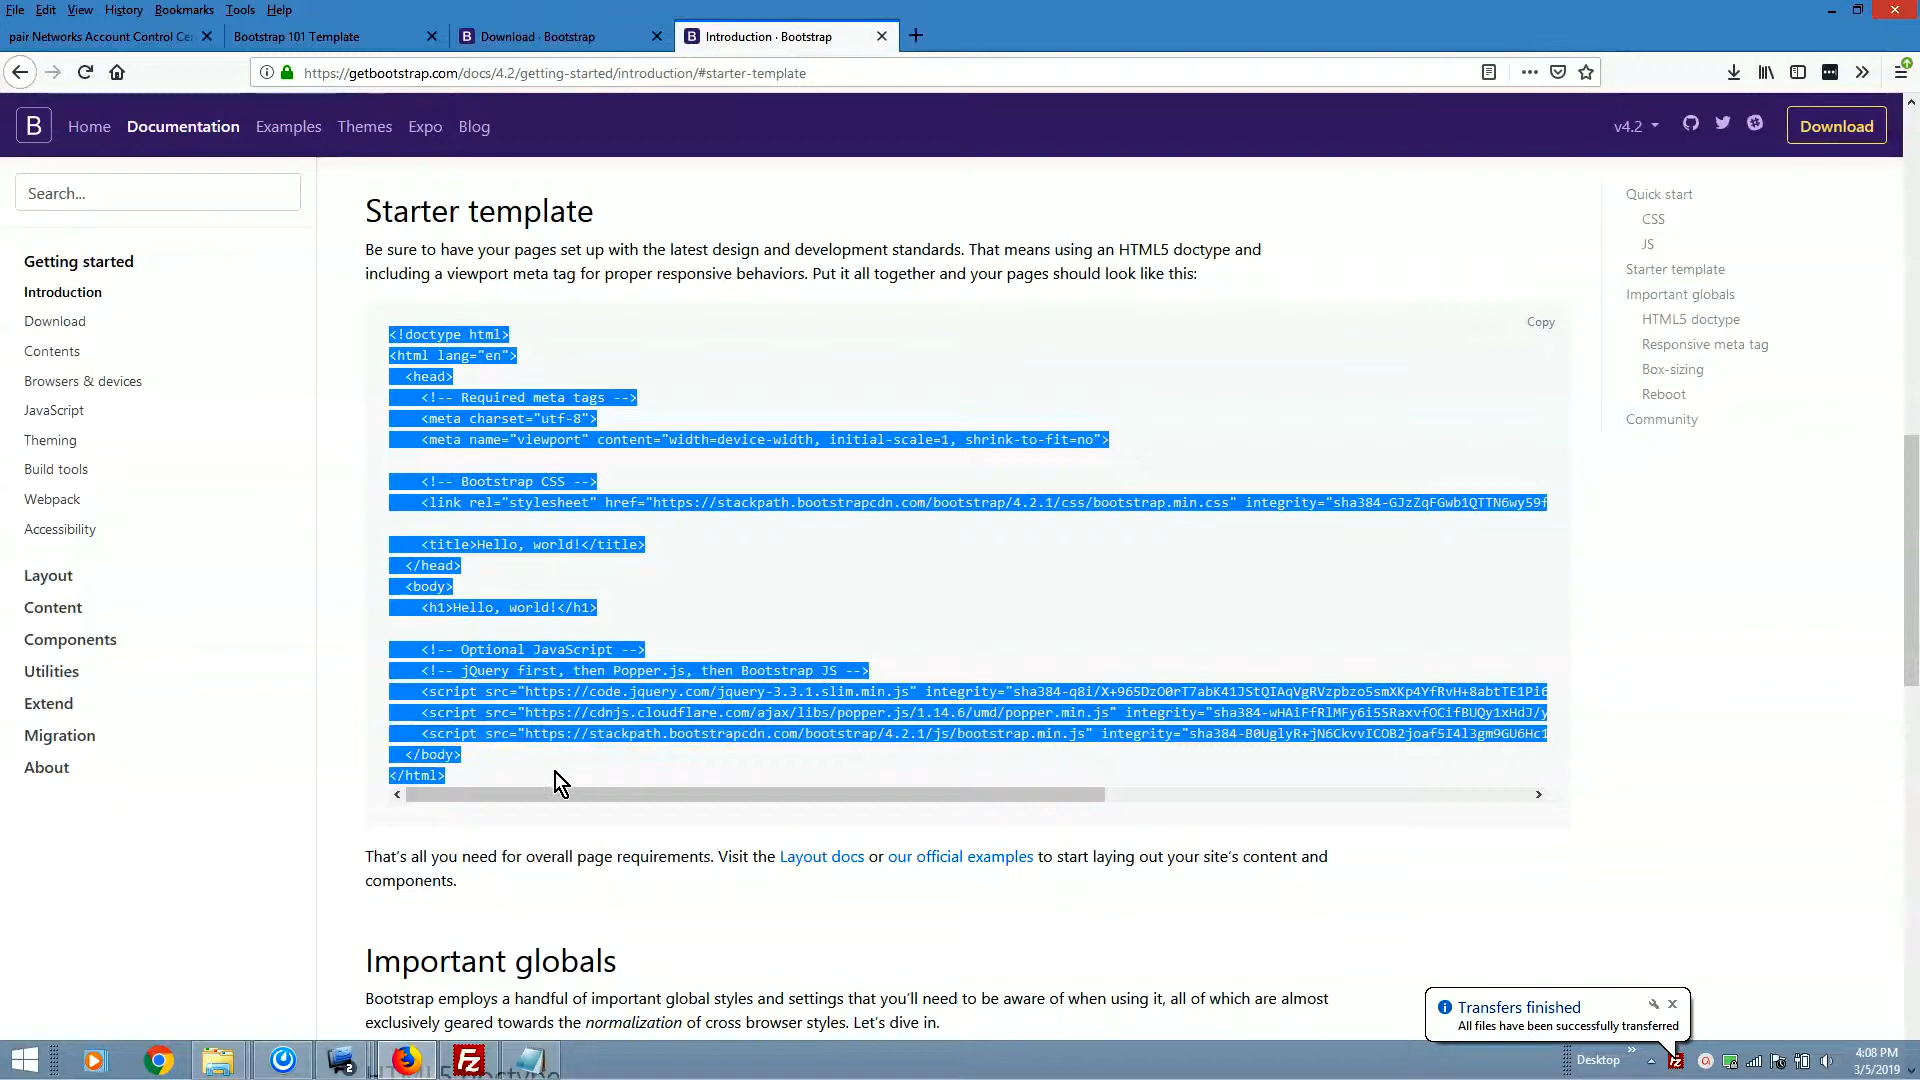 File Edit View History Bookmarks Tools Help
pair Networks Account Control Ce Bootstrap 101 Template Download · Bootstrap Introduction · Bootstrap
https://getbootstrap.com/docs/4.2/getting-started/introduction/#starter-template
B Home Documentation Examples Themes Expo Blog v4.2 Download
Search...
Getting started
Introduction
Download
Contents
Browsers & devices
JavaScript
Theming
Build tools
Webpack
Accessibility
Layout
Content
Components
Utilities
Extend
Migration
About
Starter template
Be sure to have your pages set up with the latest design and development standards. That means using an HTML5 doctype and
including a viewport meta tag for proper responsive behaviors. Put it all together and your pages should look like this:
Copy
<!doctype html>
<html lang="en">
<head>
<!-- Required meta tags -->
<meta charset="utf-8">
<meta name="viewport" content="width=device-width, initial-scale=1, shrink-to-fit=no">
<!-- Bootstrap CSS -->
<link rel="stylesheet" href="https://stackpath.bootstrapcdn.com/bootstrap/4.2.1/css/bootstrap.min.css" integrity="sha384-GJzZqFGwb1QTTN6wy59f
<title>Hello, world!</title>
</head>
<body>
<h1>Hello, world!</h1>
<!-- Optional JavaScript -->
<!-- jQuery first, then Popper.js, then Bootstrap JS -->
<script src="https://code.jquery.com/jquery-3.3.1.slim.min.js" integrity="sha384-q8i/X+965DzO0rT7abK41JStQIAqVgRVzpbzo5smXKp4YfRvH+8abtTE1Pi6
<script src="https://cdnjs.cloudflare.com/ajax/libs/popper.js/1.14.6/umd/popper.min.js" integrity="sha384-wHAiFfRlMFy6i5SRaxvfOCifBUQy1xHdJ/y
<script src="https://stackpath.bootstrapcdn.com/bootstrap/4.2.1/js/bootstrap.min.js" integrity="sha384-B0UglyR+jN6CkvvICOB2joaf5I4l3gm9GU6Hc1
</body>
</html>
That's all you need for overall page requirements. Visit the Layout docs or our official examples to start laying out your site's content and
components.
Important globals
Bootstrap employs a handful of important global styles and settings that you'll need to be aware of when using it, all of which are almost
exclusively geared towards the normalization of cross browser styles. Let's dive in.
Quick start
CSS
JS
Starter template
Important globals
HTML5 doctype
Responsive meta tag
Box-sizing
Reboot
Community
Transfers finished
All files have been successfully transferred
Desktop
4:08 PM
3/5/2019